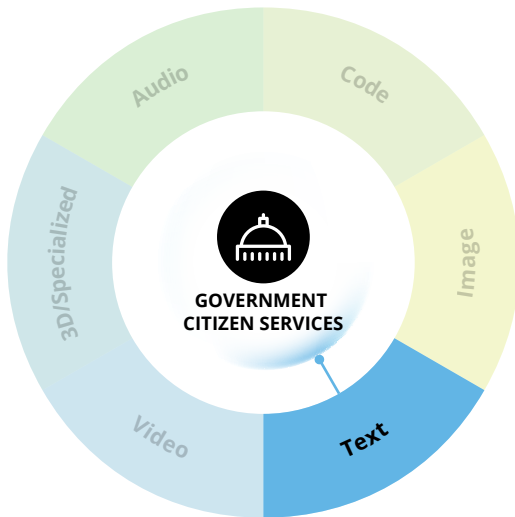 Audio
Code
3D/Specialized
Image
GOVERNMENT
CITIZEN SERVICES
Video
Text